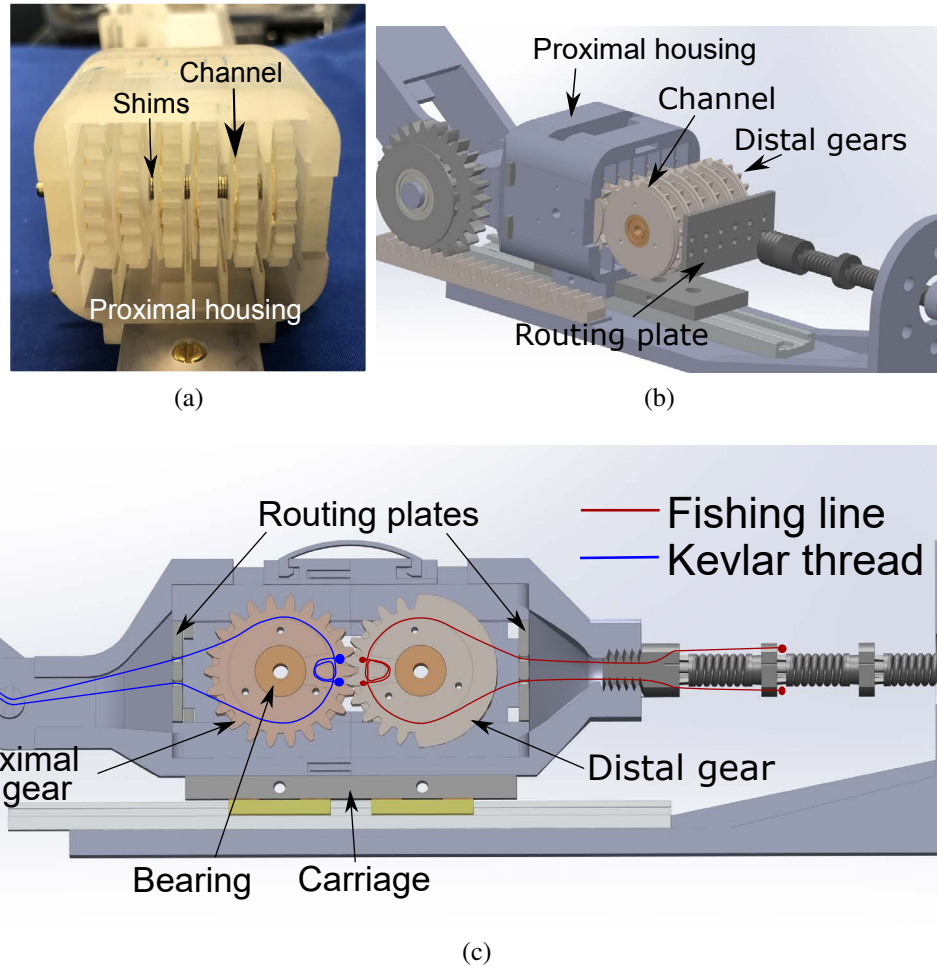 Channel
Shims
Proximal housing
(a)
Proximal housing
Channel
Distal gears
Routing plate
(b)
Routing plates
Fishing line
Kevlar thread
ximal
gear
Distal gear
Bearing
Carriage
(c)